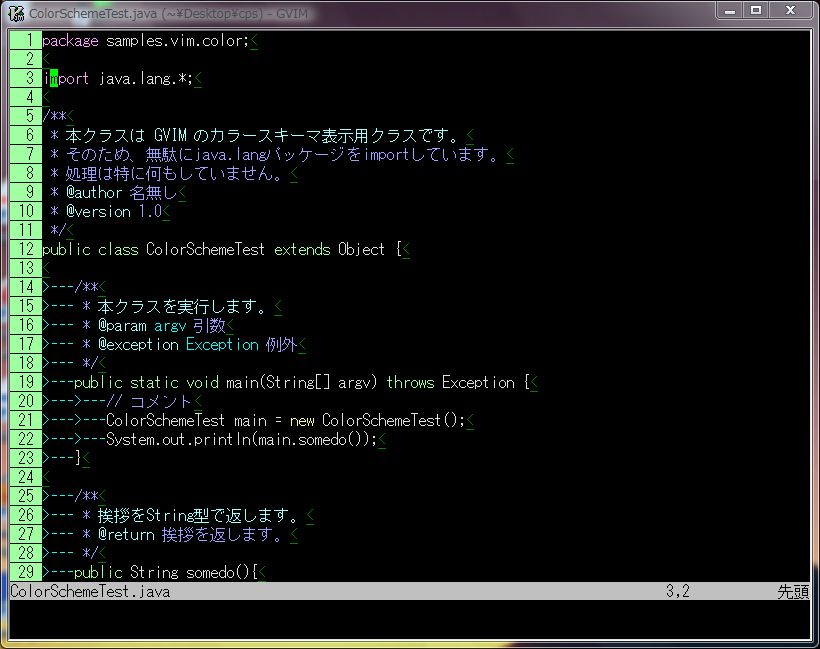 ColorSchemeTest.java (~¥Desktop¥cps) - GVIM
1 package samples.vim.color;<
2 <
3 import java.lang.*;<
4 <
5 /**<
6  * 本クラスは GVIM のカラースキーマ表示用クラスです。<
7  * そのため、無駄にjava.langパッケージをimportしています。<
8  * 処理は特に何もしていません。<
9  * @author 名無し<
10  * @version 1.0<
11  */<
12 public class ColorSchemeTest extends Object {<
13 <
14 >---/**<
15 >--- * 本クラスを実行します。<
16 >--- * @param argv 引数<
17 >--- * @exception Exception 例外<
18 >--- */<
19 >---public static void main(String[] argv) throws Exception {<
20 >--->---// コメント<
21 >--->---ColorSchemeTest main = new ColorSchemeTest();<
22 >--->---System.out.println(main.somedo());<
23 >---}<
24 <
25 >---/**<
26 >--- * 挨拶をString型で返します。<
27 >--- * @return 挨拶を返します。<
28 >--- */<
29 >---public String somedo(){<
ColorSchemeTest.java 3,2 先頭